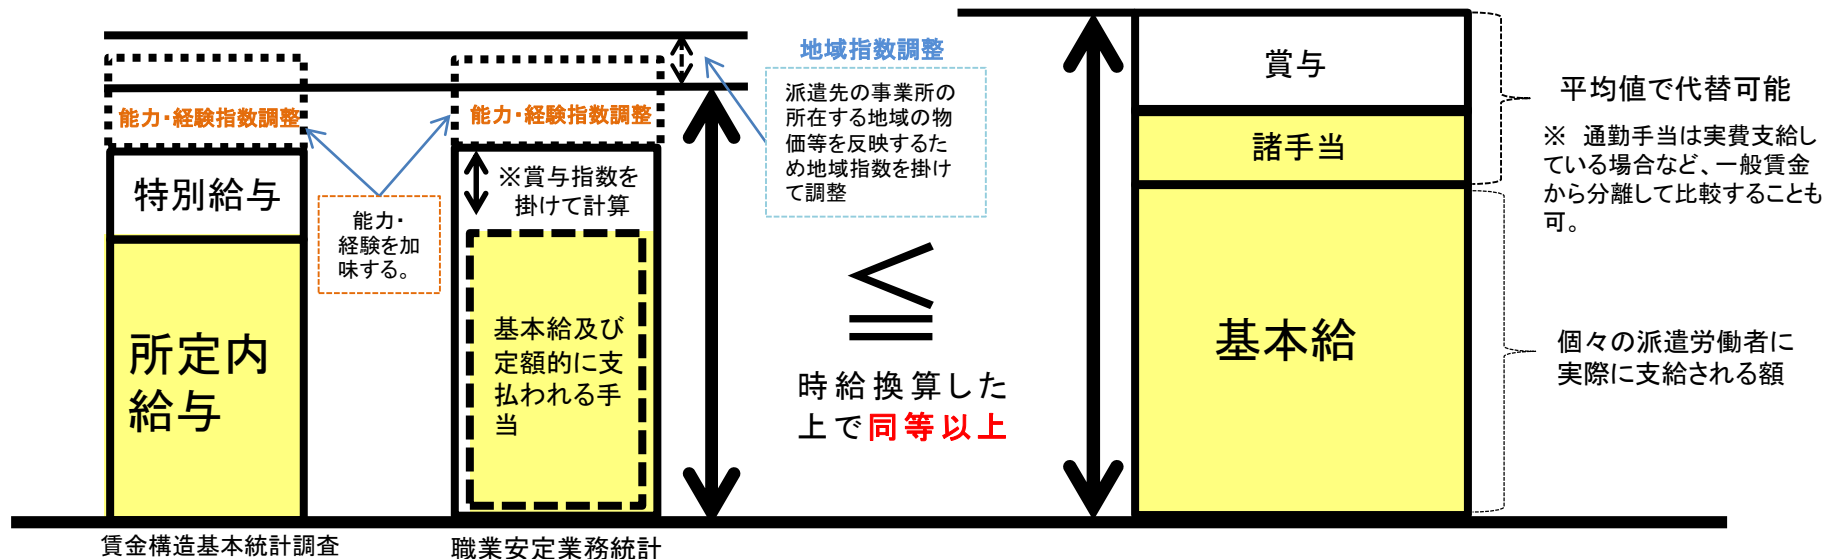 能力・経験指数調整
特別給与
所定内
給与
賃金構造基本統計調査
能力・
経験を加
味する。
能力・経験指数調整
※賞与指数を
掛けて計算
基本給及び
定額的に支
払われる手
当
職業安定業務統計
地域指数調整
派遣先の事業所の
所在する地域の物
価等を反映するた
め地域指数を掛け
て調整
≦
時給換算した
上で同等以上
賞与
諸手当
基本給
平均値で代替可能
※ 通勤手当は実費支給し
ている場合など、一般賃金
から分離して比較することも
可。
個々の派遣労働者に
実際に支給される額